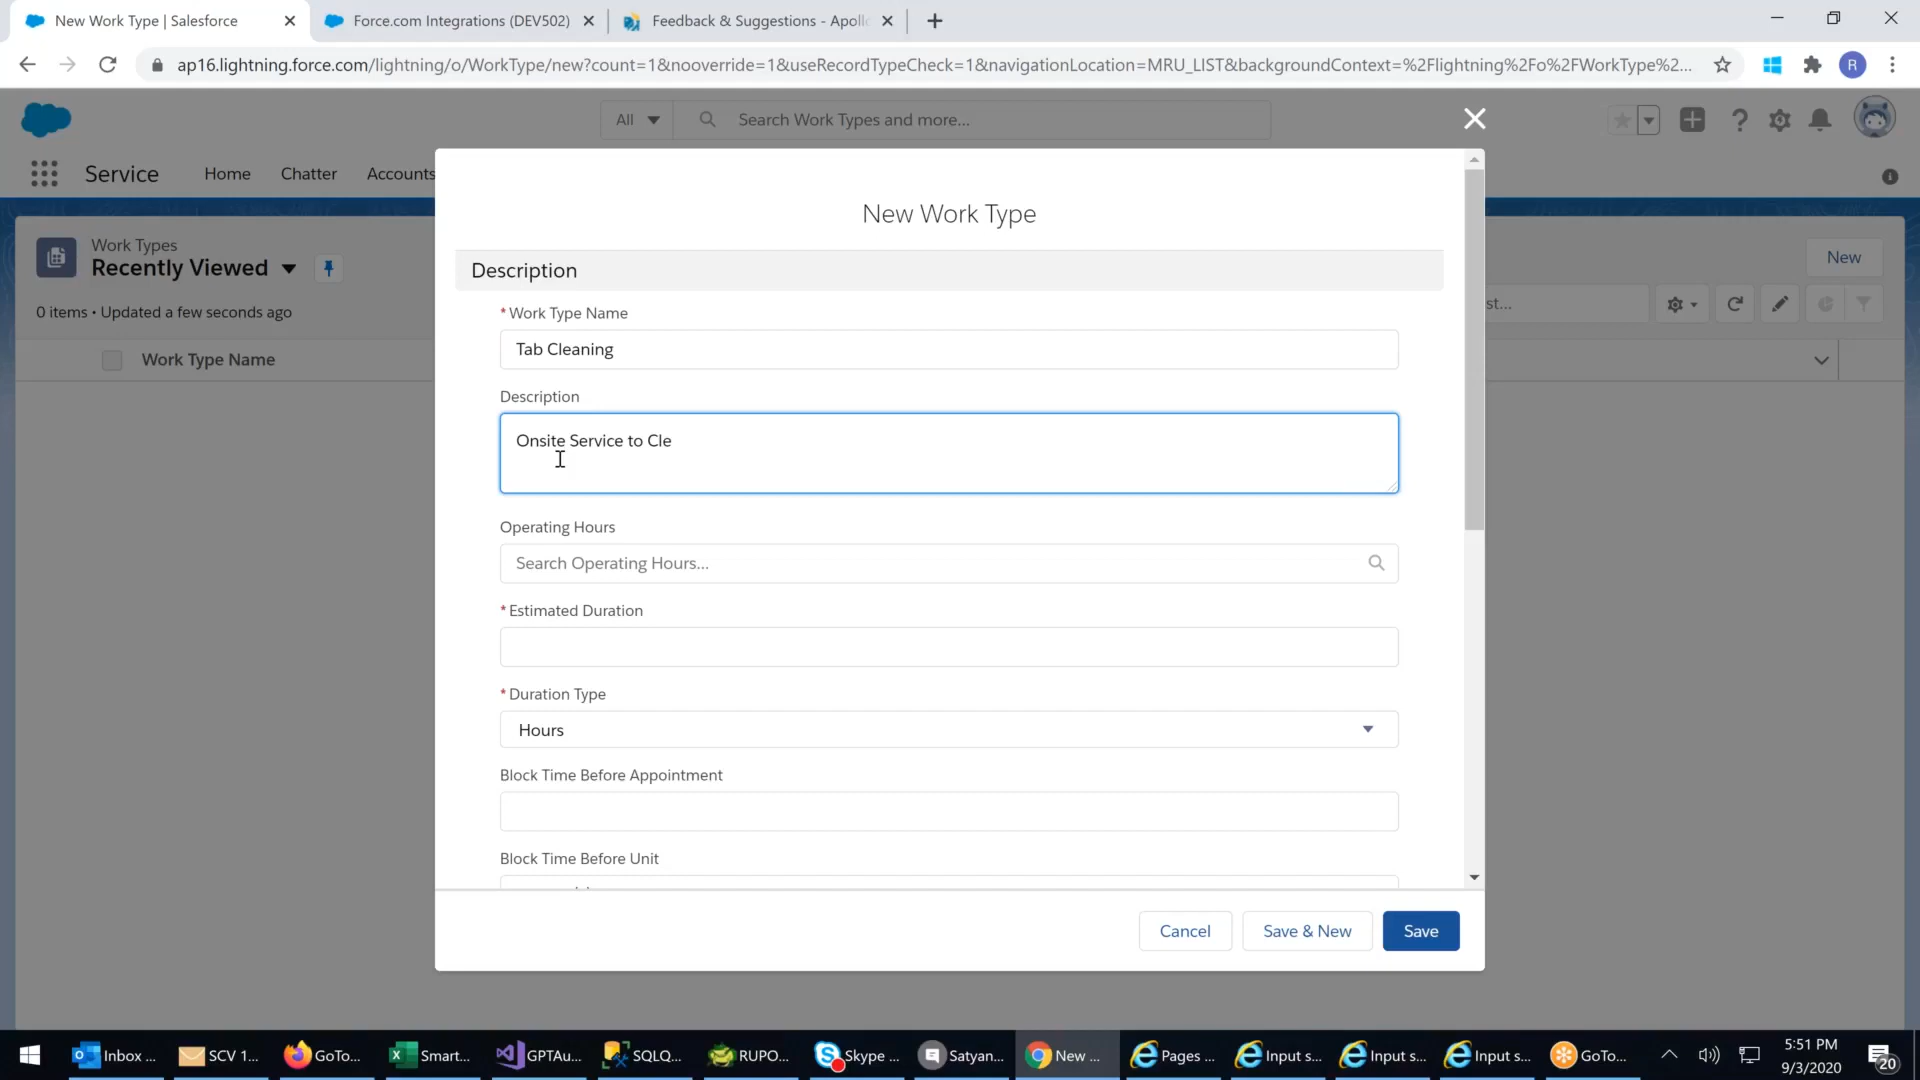 New Work Type | Salesforce
Force.com Integrations (DEV502)
Feedback & Suggestions - Apoll
ap16.lightning.force.com/lightning/o/WorkType/new?count=1&nooverride=1&useRecordTypeCheck=1&navigationLocation=MRU_LIST&backgroundContext=%2Flightning%2Fo%2FWorkType%2...
R
All
Search Work Types and more...
Service
Home
Chatter
Accounts
Work Types
Recently Viewed
New
0 items • Updated a few seconds ago
st...
Work Type Name
New Work Type
Description
* Work Type Name
Tab Cleaning
Description
Onsite Service to Cle
Operating Hours
Search Operating Hours...
* Estimated Duration
* Duration Type
Hours
Block Time Before Appointment
Block Time Before Unit
Cancel
Save & New
Save
Inbox ...
SCV 1...
GoTo...
Smart...
GPTAu...
SQLQ...
RUPO...
Skype ...
Satyan...
New ...
Pages ...
Input s...
Input s...
Input s...
GoTo...
5:51 PM
9/3/2020
20